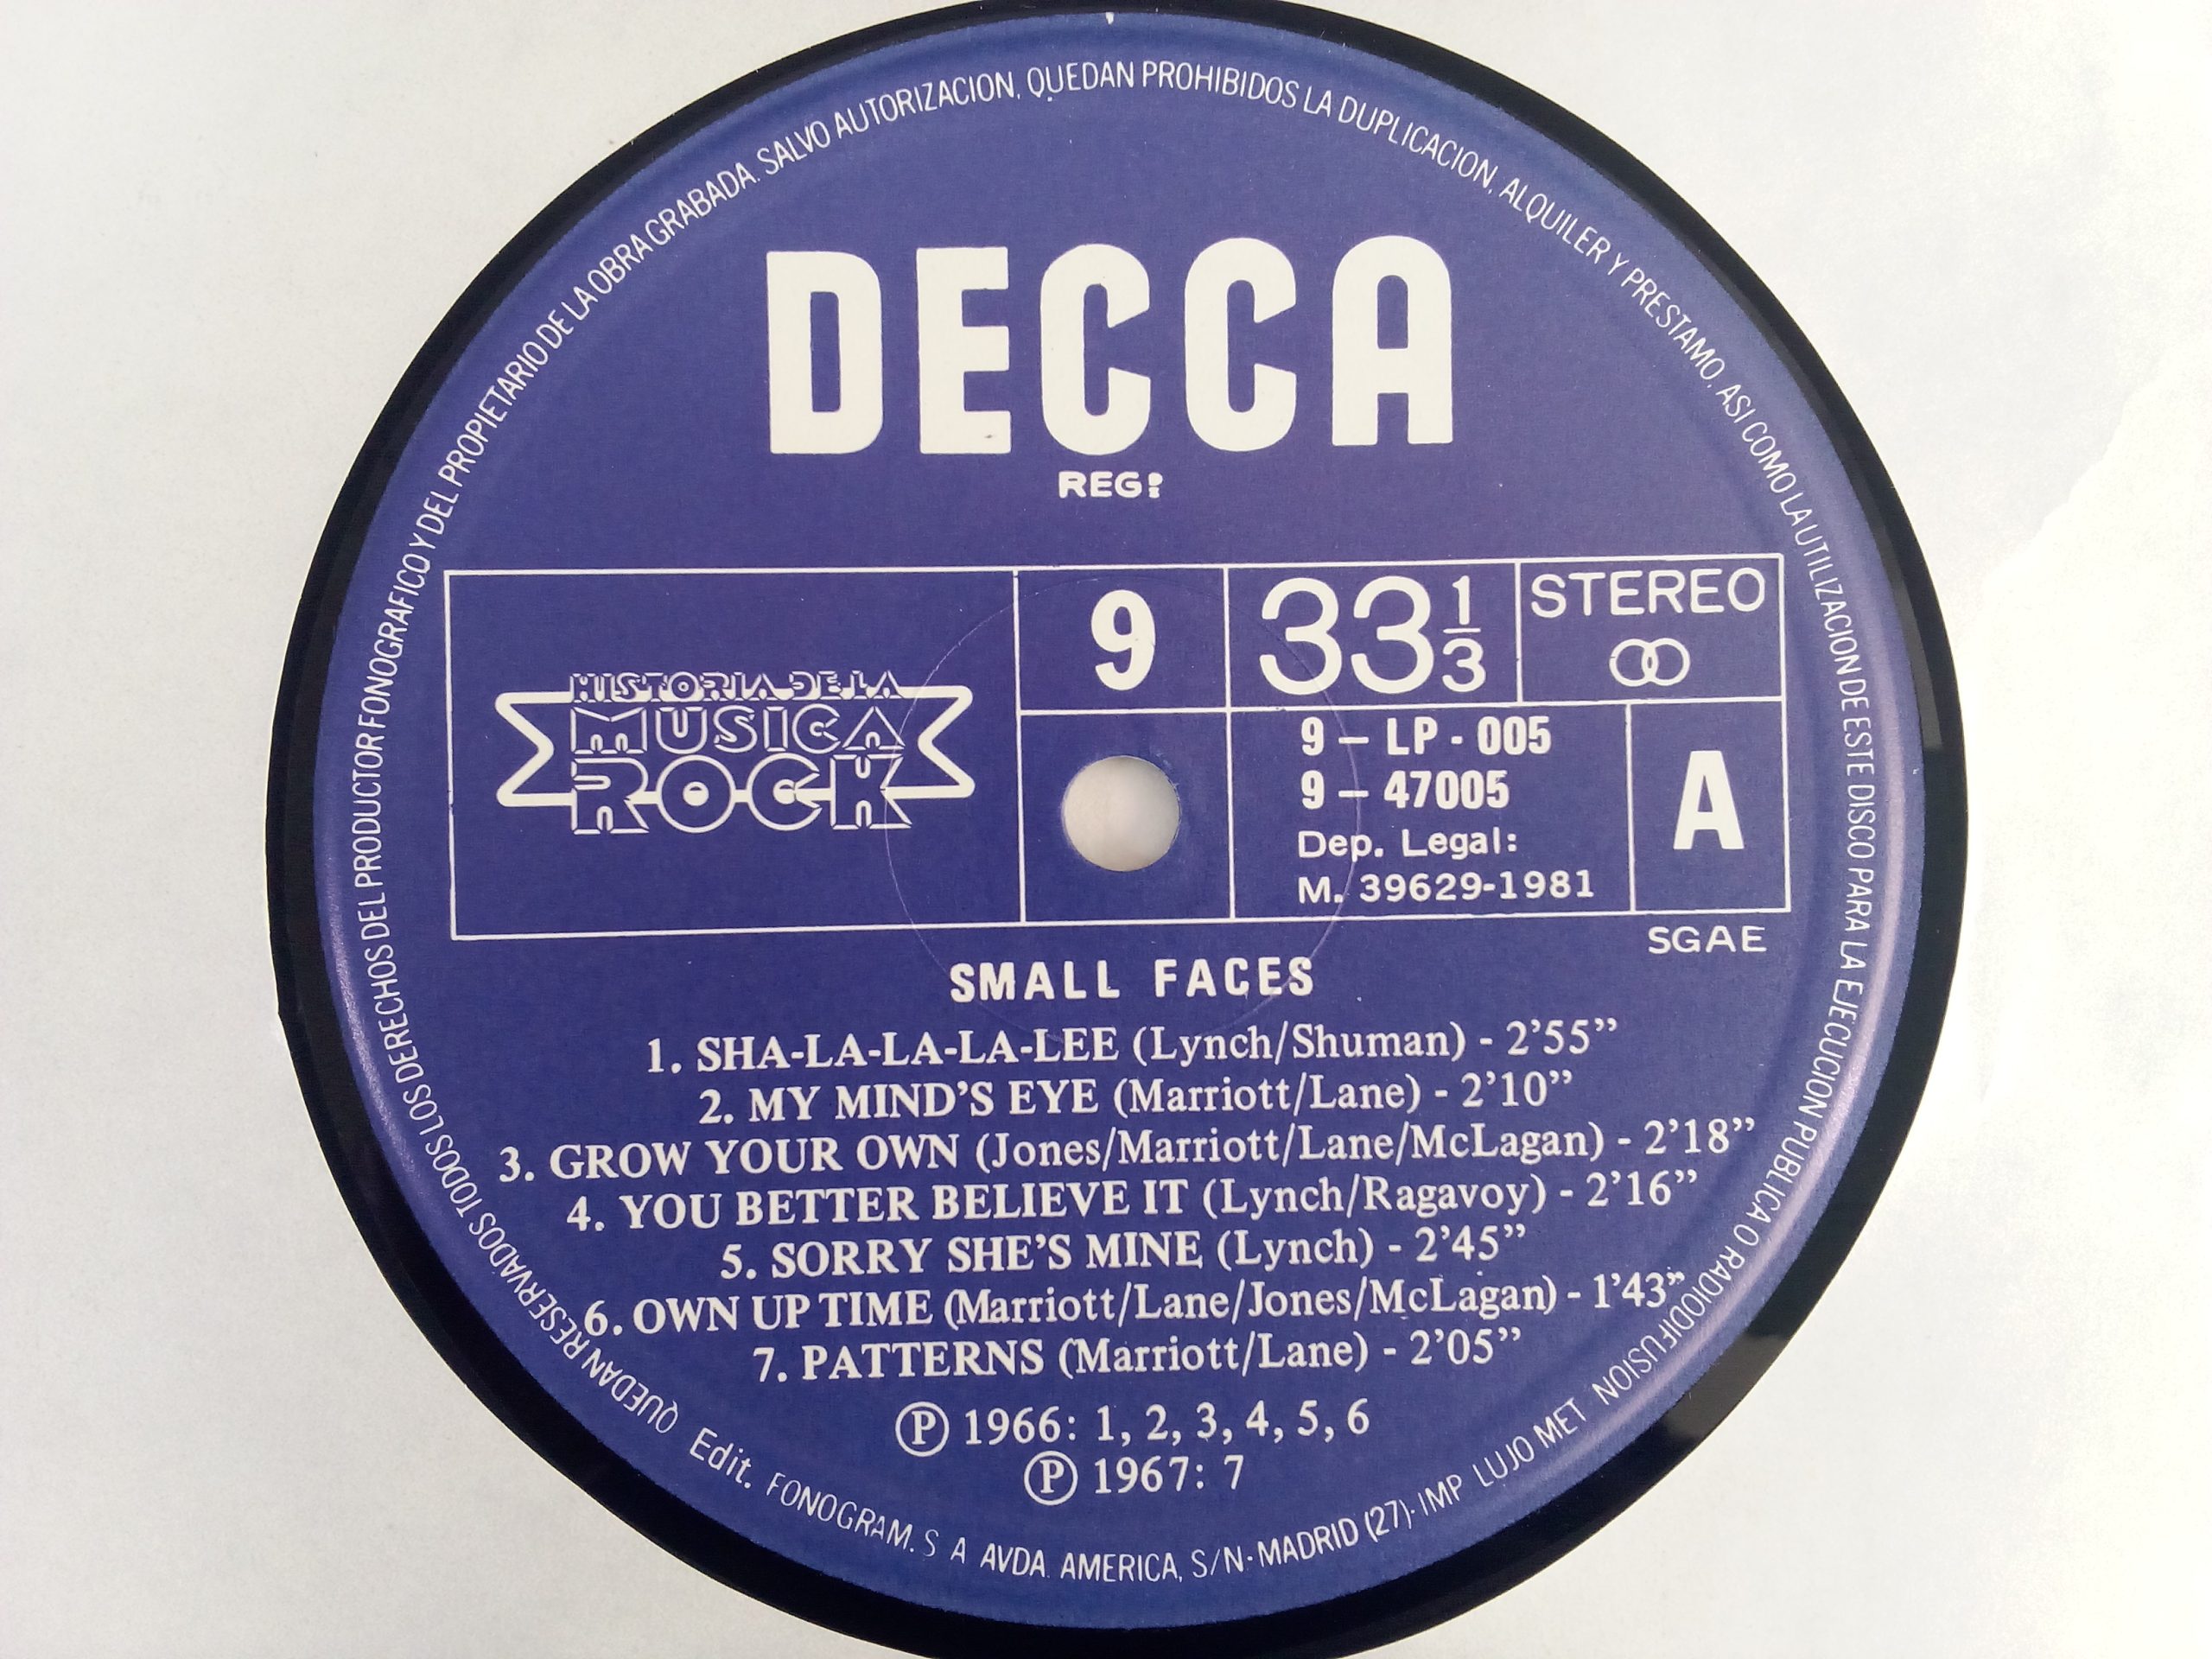 QUEDAN RESERVADOS TODOS LOS DERECHOS DEL PRODUCTOR FONOGRAFICO Y DEL PROPIETARIO DE LA OBRA GRABADA. SALVO AUTORIZACION, QUEDAN PROHIBIDOS LA DUPLICACION, ALQUILER Y PRESTAMO, ASI COMO LA UTILIZACION DE ESTE DISCO PARA LA EJECUCION PUBLICA O RADIODIFUSION
DECCA
REG:
HISTORIA DE LA
MUSICA
ROCK
9
33 1/3
STEREO
9 – LP - 005
9 – 47005
Dep. Legal:
M. 39629-1981
A
SGAE
SMALL FACES
1. SHA-LA-LA-LA-LEE (Lynch/Shuman) - 2’55”
2. MY MIND’S EYE (Marriott/Lane) - 2’10”
3. GROW YOUR OWN (Jones/Marriott/Lane/McLagan) - 2’18”
4. YOU BETTER BELIEVE IT (Lynch/Ragavoy) - 2’16”
5. SORRY SHE’S MINE (Lynch) - 2’45”
6. OWN UP TIME (Marriott/Lane/Jones/McLagan) - 1’43”
7. PATTERNS (Marriott/Lane) - 2’05”
Ⓟ 1966: 1, 2, 3, 4, 5, 6
Ⓟ 1967: 7
Edit. FONOGRAM, S A AVDA. AMERICA, S/N-MADRID (27)-IMP LUJO MET